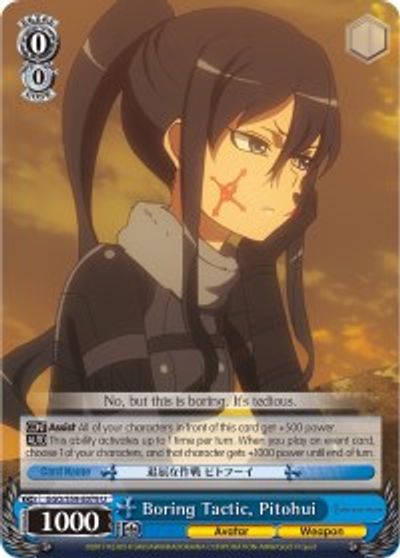 0
0
No, but this is boring. It's tedious.
CONT Assist All of your characters in front of this card get +500 power.
AUTO This ability activates up to 1 time per turn. When you play an event card,
choose 1 of your characters, and that character gets +1000 power until end of turn.
Card Name 退屈な作戦 ピトフーイ
Boring Tactic, Pitohui
1000
Avatar
Weapon